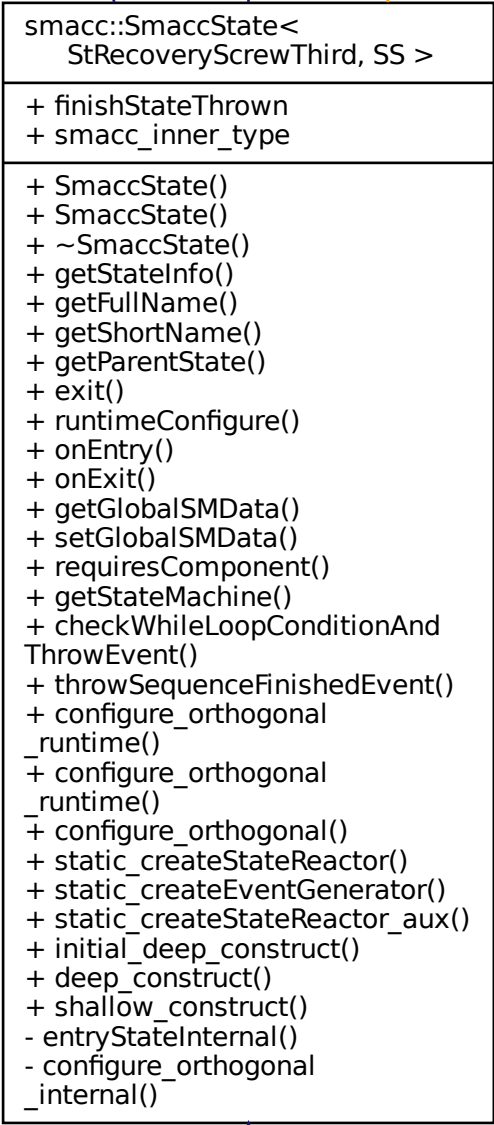 smacc::SmaccState<
StRecoveryScrewThird, SS >
+ finishStateThrown
+ smacc_inner_type
+ SmaccState()
+ SmaccState()
+ ~SmaccState()
+ getStateInfo()
+ getFullName()
+ getShortName()
+ getParentState()
+ exit()
+ runtimeConfigure()
+ onEntry()
+ onExit()
+ getGlobalSMData()
+ setGlobalSMData()
+ requiresComponent()
+ getStateMachine()
+ checkWhileLoopConditionAnd
ThrowEvent()
+ throwSequenceFinishedEvent()
+ configure_orthogonal
_runtime()
+ configure_orthogonal
_runtime()
+ configure_orthogonal()
+ static_createStateReactor()
+ static_createEventGenerator()
+ static_createStateReactor_aux()
+ initial_deep_construct()
+ deep_construct()
+ shallow_construct()
- entryStateInternal()
- configure_orthogonal
_internal()